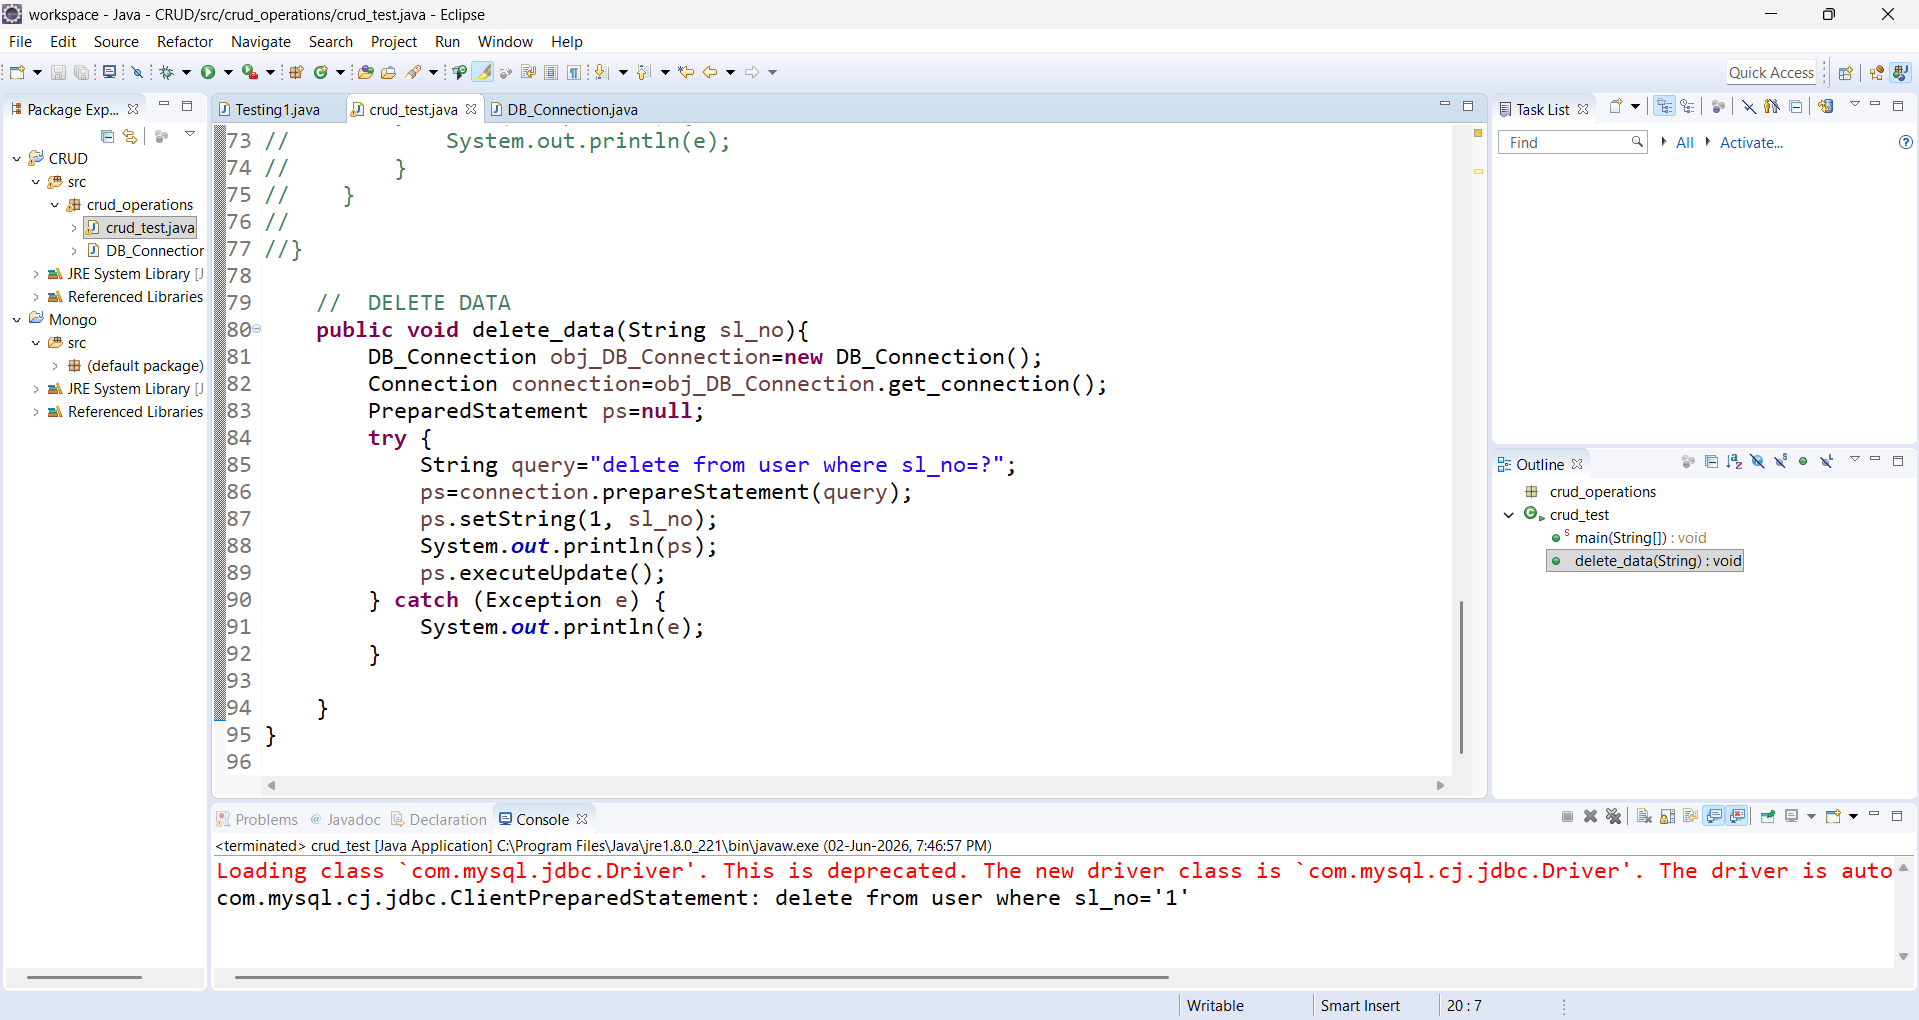 workspace - Java - CRUD/src/crud_operations/crud_test.java - Eclipse
File Edit Source Refactor Navigate Search Project Run Window Help
Quick Access
Package Exp...
CRUD
src
crud_operations
crud_test.java
DB_Connection
JRE System Library [J
Referenced Libraries
Mongo
src
(default package)
JRE System Library [J
Referenced Libraries
Testing1.java crud_test.java DB_Connection.java
73 // System.out.println(e);
74 // }
75 // }
76 //
77 //}
78
79 // DELETE DATA
80 public void delete_data(String sl_no){
81 DB_Connection obj_DB_Connection=new DB_Connection();
82 Connection connection=obj_DB_Connection.get_connection();
83 PreparedStatement ps=null;
84 try {
85 String query="delete from user where sl_no=?";
86 ps=connection.prepareStatement(query);
87 ps.setString(1, sl_no);
88 System.out.println(ps);
89 ps.executeUpdate();
90 } catch (Exception e) {
91 System.out.println(e);
92 }
93
94 }
95 }
96
Task List
Find All Activate...
Outline
crud_operations
crud_test
main(String[]) : void
delete_data(String) : void
Problems @ Javadoc Declaration Console
<terminated> crud_test [Java Application] C:\Program Files\Java\jre1.8.0_221\bin\javaw.exe (02-Jun-2026, 7:46:57 PM)
Loading class `com.mysql.jdbc.Driver'. This is deprecated. The new driver class is `com.mysql.cj.jdbc.Driver'. The driver is auto
com.mysql.cj.jdbc.ClientPreparedStatement: delete from user where sl_no='1'
Writable Smart Insert 20 : 7